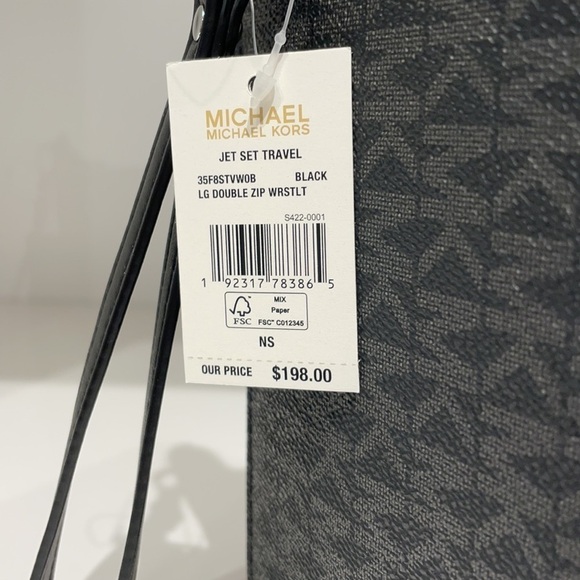 MICHAEL
MICHAEL KORS
JET SET TRAVEL
35F8STVW0B BLACK
LG DOUBLE ZIP WRSTLT
S422-0001
1 92317 78386 5
FSC
MIX
Paper
FSC™ C012345
NS
OUR PRICE $198.00